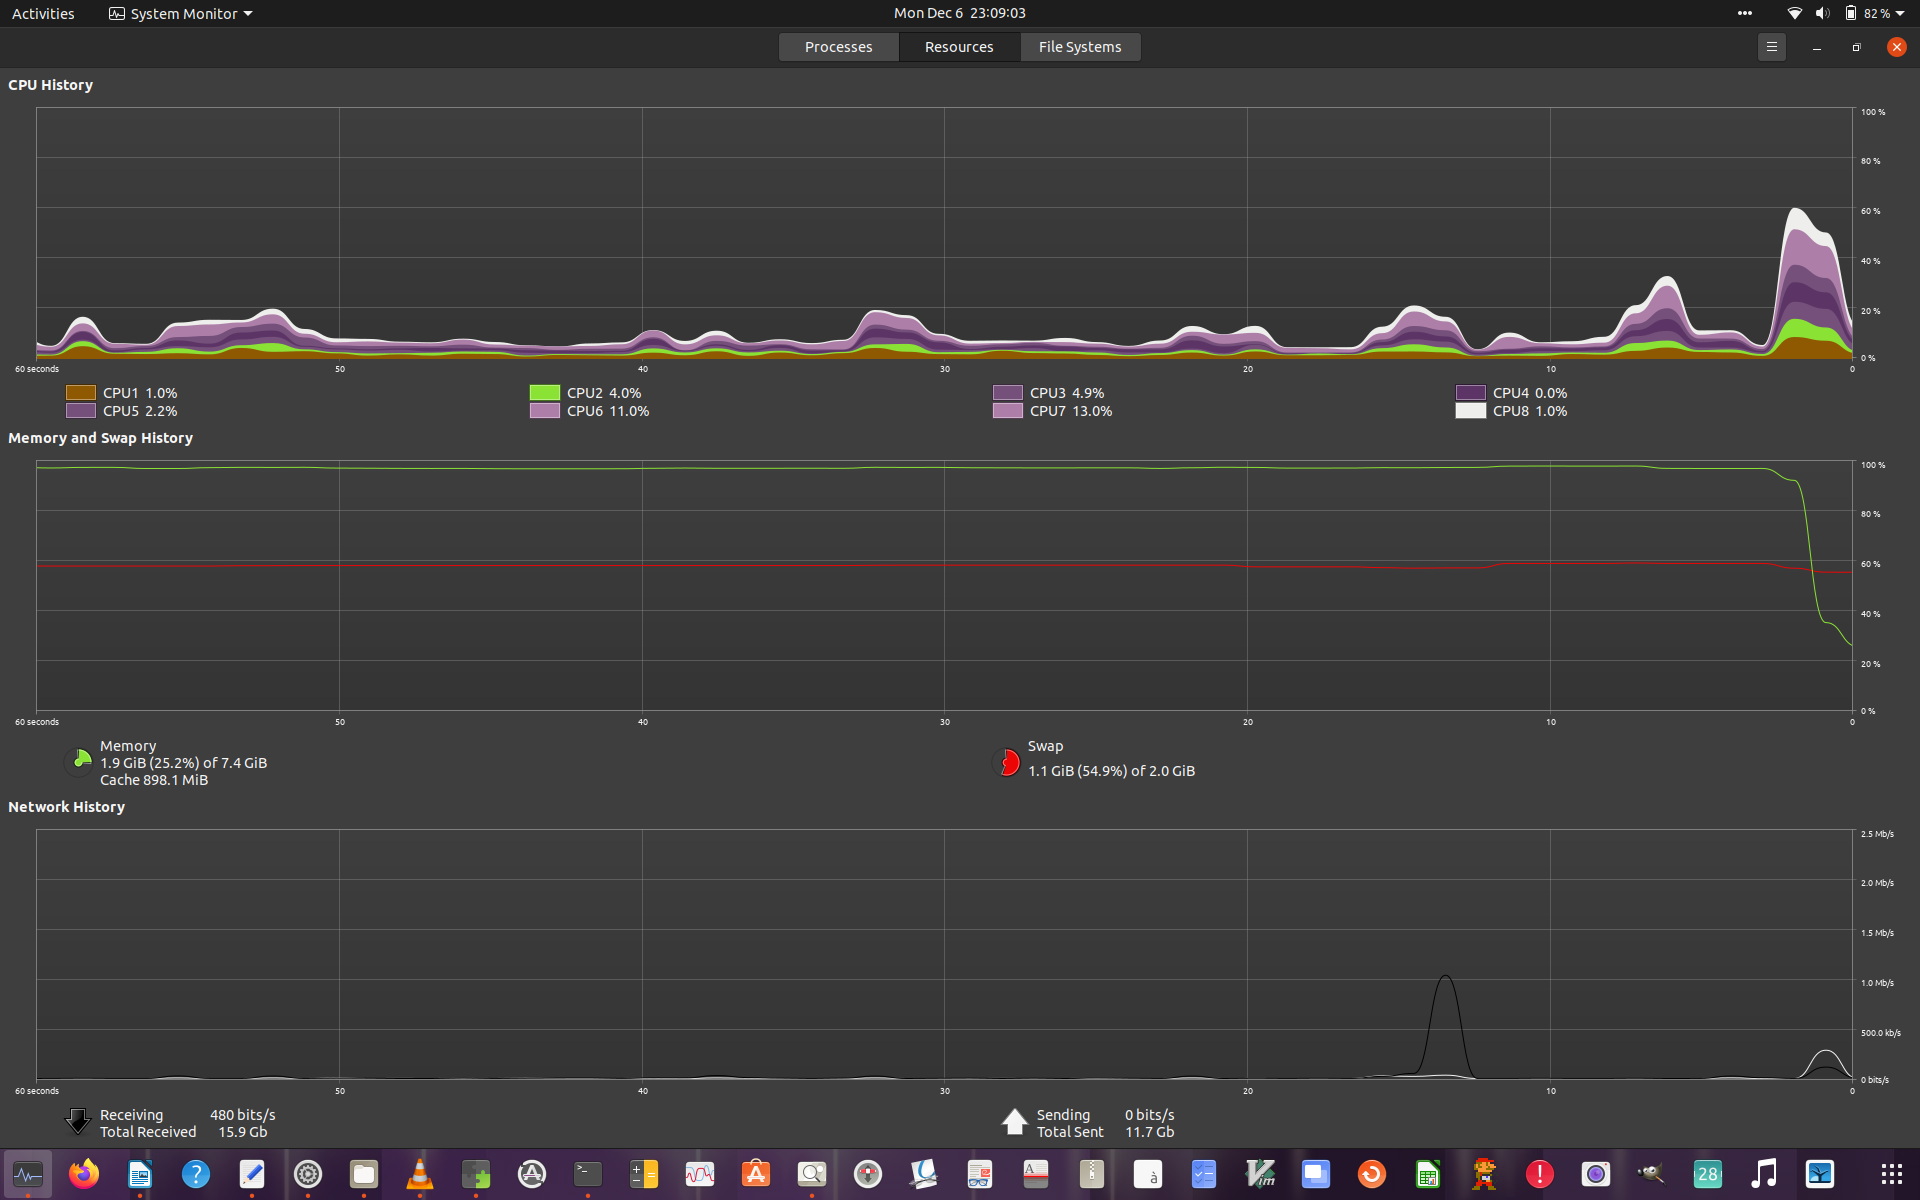 Activities System Monitor Mon Dec 6 23:09:03 82 %
Processes Resources File Systems
CPU History
100 %
80 %
60 %
40 %
20 %
0 %
60 seconds 50 40 30 20 10 0
CPU1 1.0% CPU2 4.0% CPU3 4.9% CPU4 0.0%
CPU5 2.2% CPU6 11.0% CPU7 13.0% CPU8 1.0%
Memory and Swap History
100 %
80 %
60 %
40 %
20 %
0 %
60 seconds 50 40 30 20 10 0
Memory Swap
1.9 GiB (25.2%) of 7.4 GiB 1.1 GiB (54.9%) of 2.0 GiB
Cache 898.1 MiB
Network History
2.5 Mb/s
2.0 Mb/s
1.5 Mb/s
1.0 Mb/s
500.0 kb/s
0 bits/s
60 seconds 50 40 30 20 10 0
Receiving 480 bits/s Sending 0 bits/s
Total Received 15.9 Gb Total Sent 11.7 Gb
? >_ A à Vim ! 28